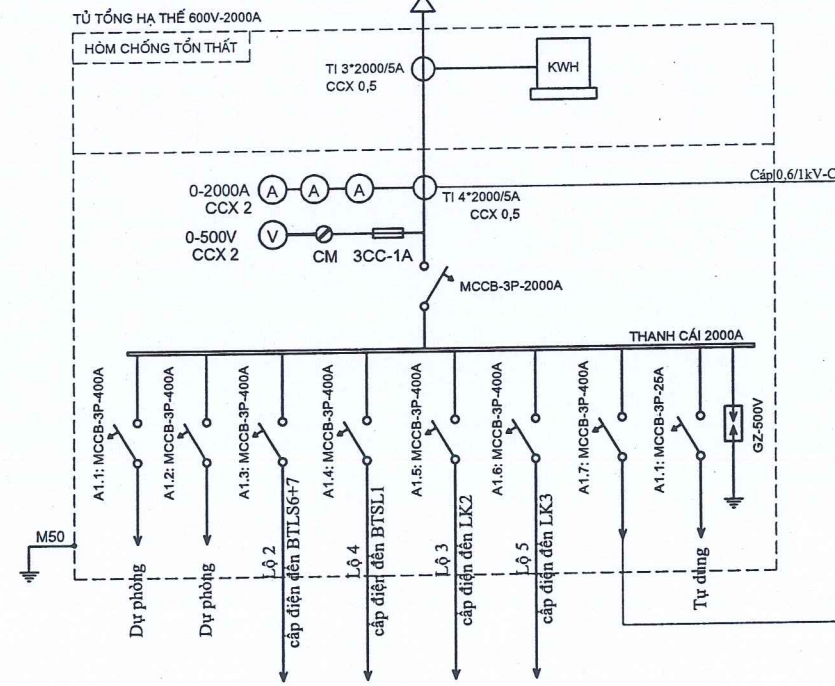 TỦ TỔNG HẠ THẾ 600V-2000A
HÒM CHỐNG TỔN THẤT
TI 3*2000/5A
CCX 0,5
KWH
0-2000A
CCX 2
A
A
A
TI 4*2000/5A
CCX 0,5
Cáp 0,6/1kV-C
0-500V
CCX 2
V
CM
3CC-1A
MCCB-3P-2000A
THANH CÁI 2000A
A1.1: MCCB-3P-400A
A1.2: MCCB-3P-400A
A1.3: MCCB-3P-400A
A1.4: MCCB-3P-400A
A1.5: MCCB-3P-400A
A1.6: MCCB-3P-400A
A1.7: MCCB-3P-400A
A1.1: MCCB-3P-25A
GZ-500V
M50
Dự phòng
Dự phòng
Lộ 2
cấp điện đến BTLS6+7
Lộ 4
cấp điện đến BTSL1
Lộ 3
cấp điện đến LK2
Lộ 5
cấp điện đến LK3
Tự dùng